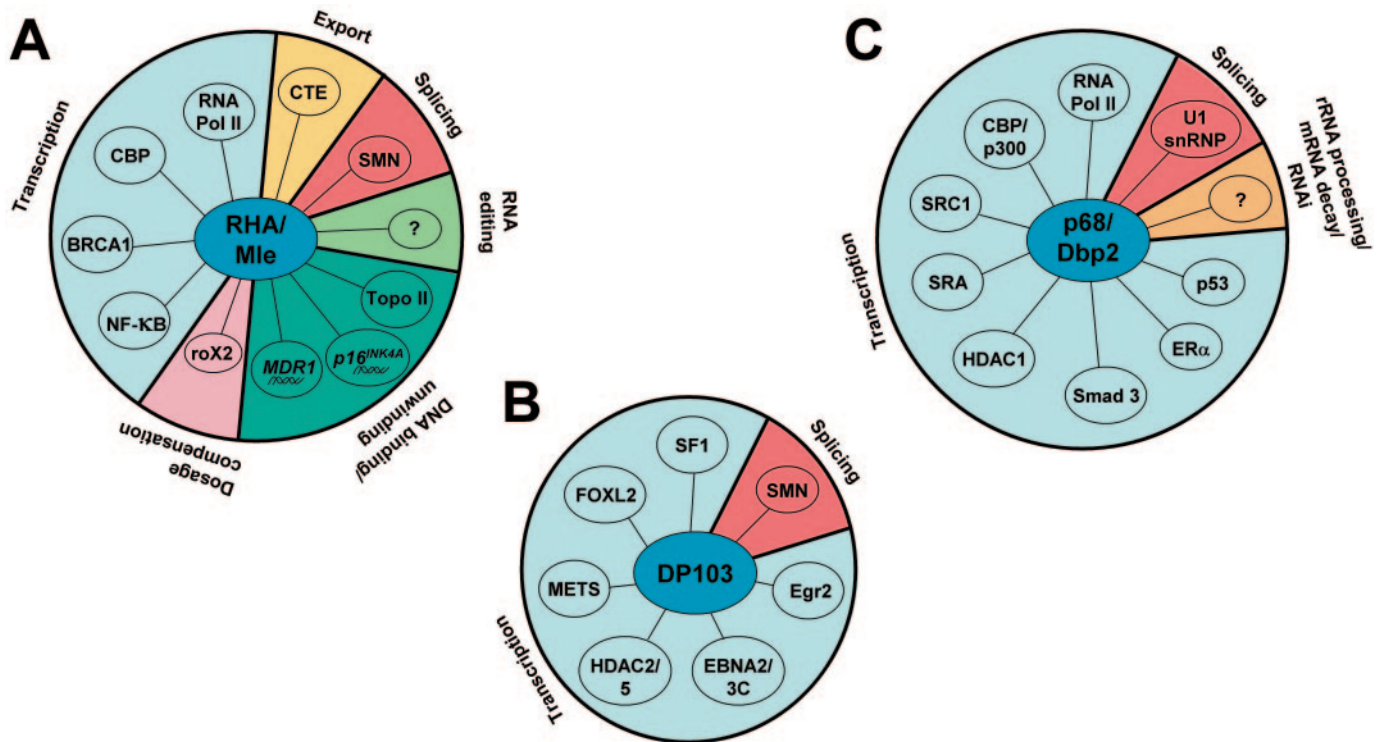 A
Export
CTE
Splicing
SMN
RNA
editing
?
Topo II
p16INK4A
MDR1
DNA binding/
unwinding
roX2
Dosage
compensation
NF-κB
BRCA1
CBP
RNA
Pol II
Transcription
RHA/
Mle
B
SF1
Splicing
SMN
FOXL2
METS
DP103
Egr2
HDAC2/
5
EBNA2/
3C
Transcription
C
RNA
Pol II
Splicing
U1
snRNP
rRNA processing/
mRNA decay/
RNAi
?
CBP/
p300
SRC1
SRA
p68/
Dbp2
p53
ERα
Smad 3
HDAC1
Transcription